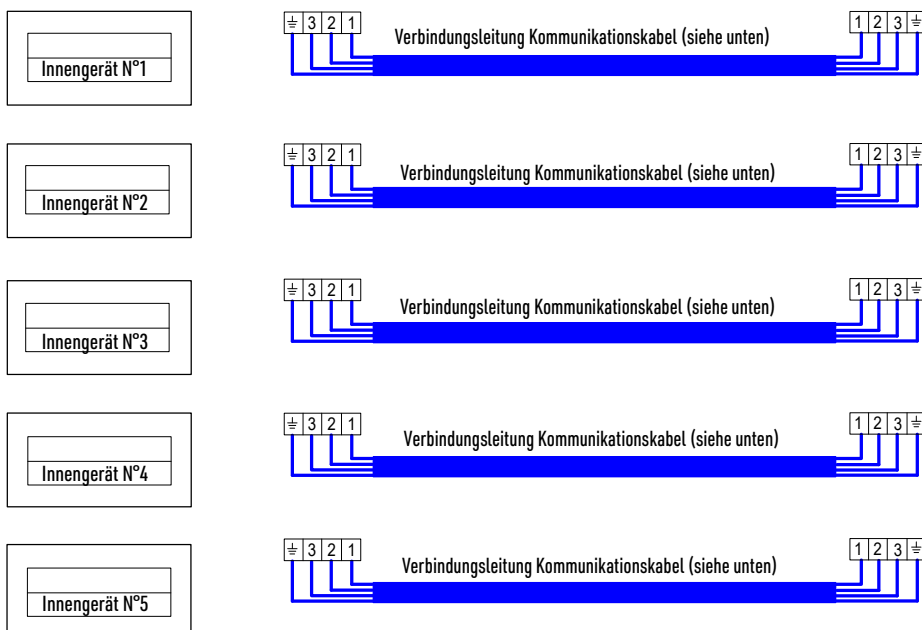 ⏚ 3 2 1 Verbindungsleitung Kommunikationskabel (siehe unten) 1 2 3 ⏚
Innengerät N°1
⏚ 3 2 1 Verbindungsleitung Kommunikationskabel (siehe unten) 1 2 3 ⏚
Innengerät N°2
⏚ 3 2 1 Verbindungsleitung Kommunikationskabel (siehe unten) 1 2 3 ⏚
Innengerät N°3
⏚ 3 2 1 Verbindungsleitung Kommunikationskabel (siehe unten) 1 2 3 ⏚
Innengerät N°4
⏚ 3 2 1 Verbindungsleitung Kommunikationskabel (siehe unten) 1 2 3 ⏚
Innengerät N°5